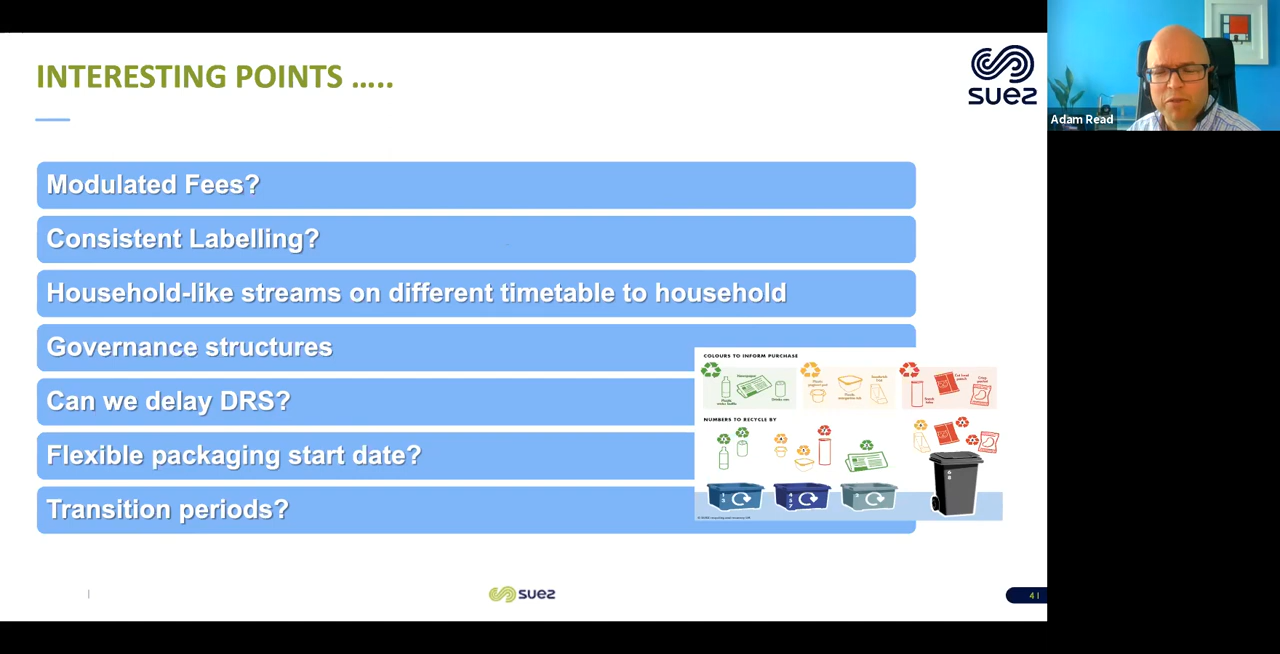 INTERESTING POINTS .....
suez
Adam Read
Modulated Fees?
Consistent Labelling?
Household-like streams on different timetable to household
Governance structures
Can we delay DRS?
Flexible packaging start date?
Transition periods?
COLOURS TO INFORM PURCHASE
Newspaper
NUMBERS TO RECYCLE BY
suez
41